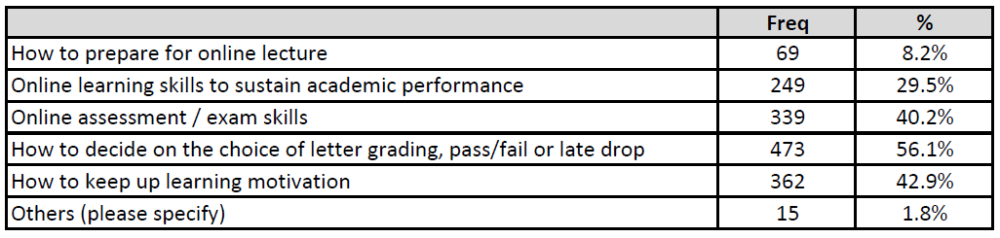 Freq %
How to prepare for online lecture 69 8.2%
Online learning skills to sustain academic performance 249 29.5%
Online assessment / exam skills 339 40.2%
How to decide on the choice of letter grading, pass/fail or late drop 473 56.1%
How to keep up learning motivation 362 42.9%
Others (please specify) 15 1.8%